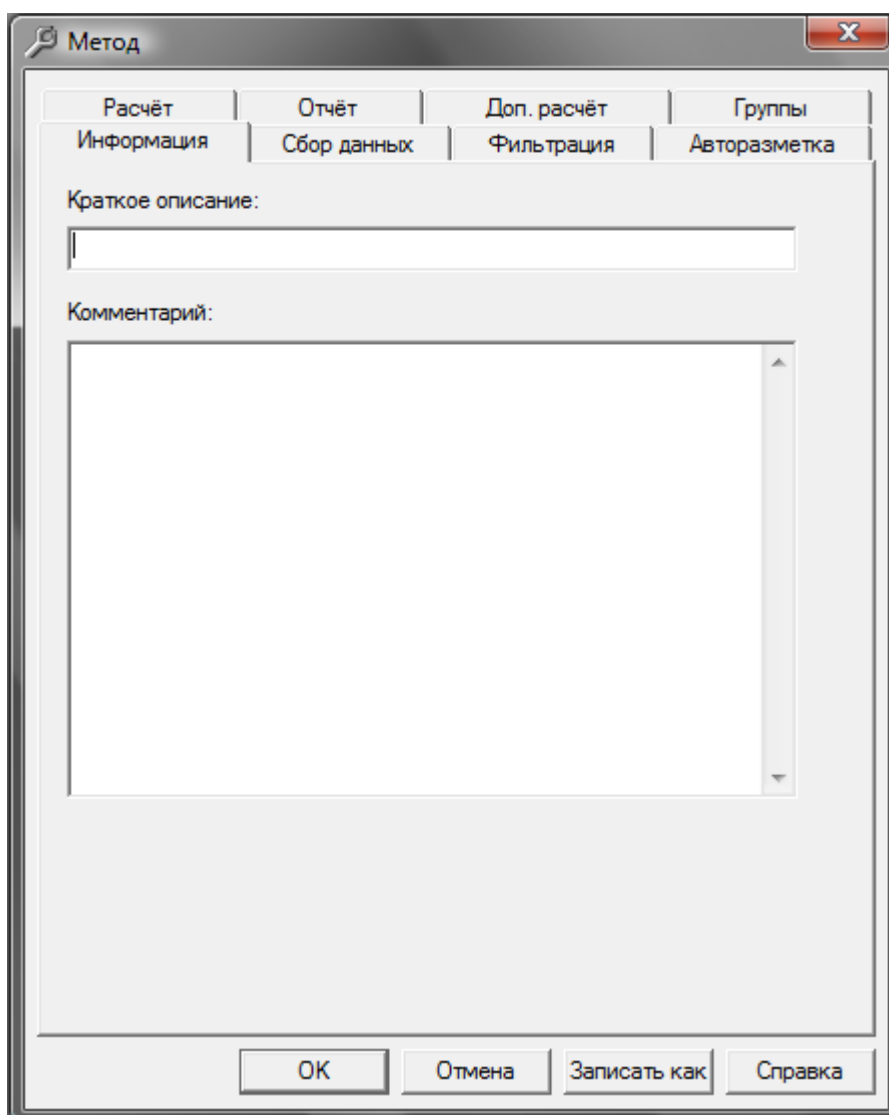 Метод
Расчёт Отчёт Доп. расчёт Группы
Информация Сбор данных Фильтрация Авторазметка
Краткое описание:
Комментарий:
OK Отмена Записать как Справка